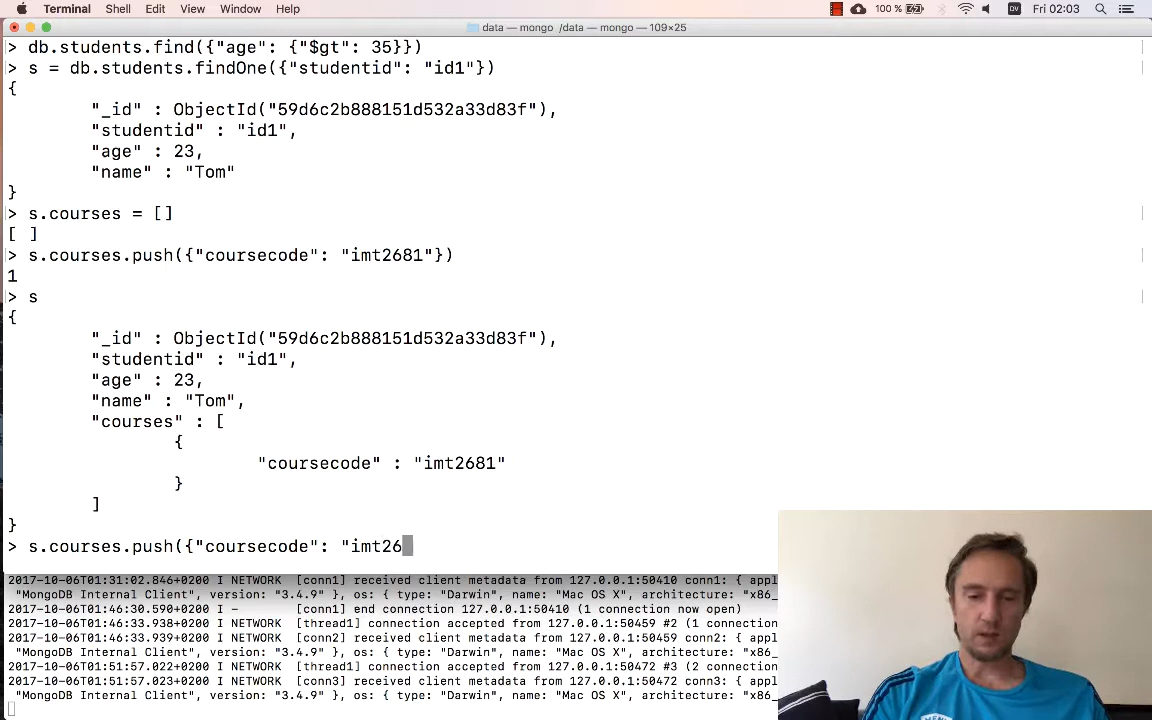 Terminal Shell Edit View Window Help 100 % DV Fri 02:03
data — mongo /data — mongo — 109×25
> db.students.find({"age": {"$gt": 35}})
> s = db.students.findOne({"studentid": "id1"})
{
"_id" : ObjectId("59d6c2b888151d532a33d83f"),
"studentid" : "id1",
"age" : 23,
"name" : "Tom"
}
> s.courses = []
[ ]
> s.courses.push({"coursecode": "imt2681"})
1
> s
{
"_id" : ObjectId("59d6c2b888151d532a33d83f"),
"studentid" : "id1",
"age" : 23,
"name" : "Tom",
"courses" : [
{
"coursecode" : "imt2681"
}
]
}
> s.courses.push({"coursecode": "imt26
2017-10-06T01:31:02.846+0200 I NETWORK [conn1] received client metadata from 127.0.0.1:50410 conn1: { appl
"MongoDB Internal Client", version: "3.4.9" }, os: { type: "Darwin", name: "Mac OS X", architecture: "x86_
2017-10-06T01:46:30.590+0200 I - [conn1] end connection 127.0.0.1:50410 (1 connection now open)
2017-10-06T01:46:33.938+0200 I NETWORK [thread1] connection accepted from 127.0.0.1:50459 #2 (1 connection
2017-10-06T01:46:33.939+0200 I NETWORK [conn2] received client metadata from 127.0.0.1:50459 conn2: { appl
"MongoDB Internal Client", version: "3.4.9" }, os: { type: "Darwin", name: "Mac OS X", architecture: "x86_
2017-10-06T01:51:57.022+0200 I NETWORK [thread1] connection accepted from 127.0.0.1:50472 #3 (2 connection
2017-10-06T01:51:57.023+0200 I NETWORK [conn3] received client metadata from 127.0.0.1:50472 conn3: { appl
"MongoDB Internal Client", version: "3.4.9" }, os: { type: "Darwin", name: "Mac OS X", architecture: "x86_